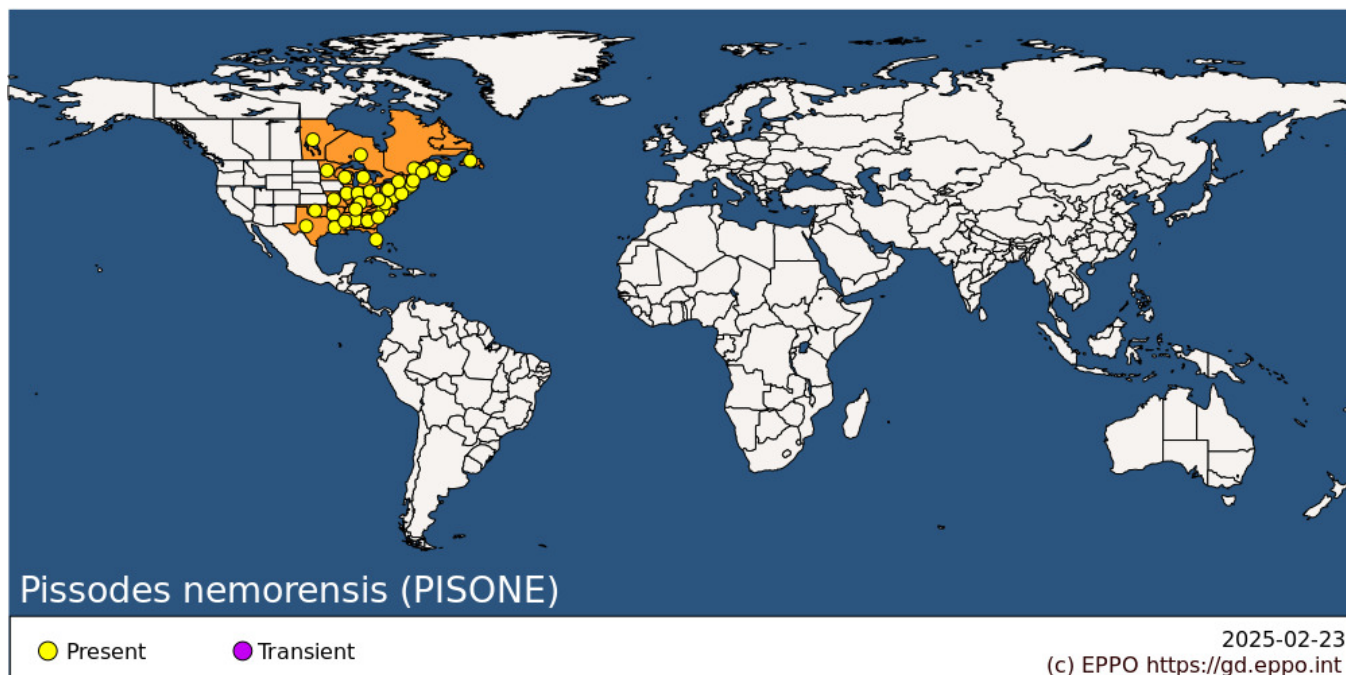 Pissodes nemorensis (PISONE)
Present
Transient
2025-02-23
(c) EPPO https://gd.eppo.int